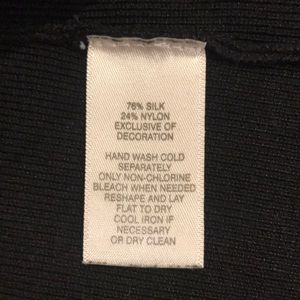 76% SILK
24% NYLON
EXCLUSIVE OF
DECORATION
HAND WASH COLD
SEPARATELY
ONLY NON-CHLORINE
BLEACH WHEN NEEDED
RESHAPE AND LAY
FLAT TO DRY
COOL IRON IF
NECESSARY
OR DRY CLEAN